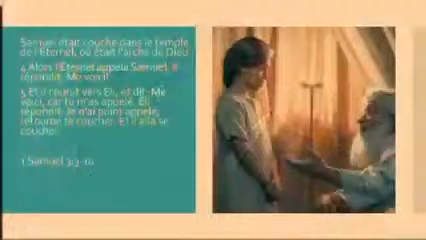 Samuel était couché dans le temple
de l'Éternel, où était l'arche de Dieu.
4 Alors l'Éternel appela Samuel. Il
répondit: Me voici!
5 Et il courut vers Éli, et dit: Me
voici, car tu m'as appelé. Éli
répondit: Je n'ai point appelé;
retourne te coucher. Et il alla se
coucher.
1 Samuel 3:3-10